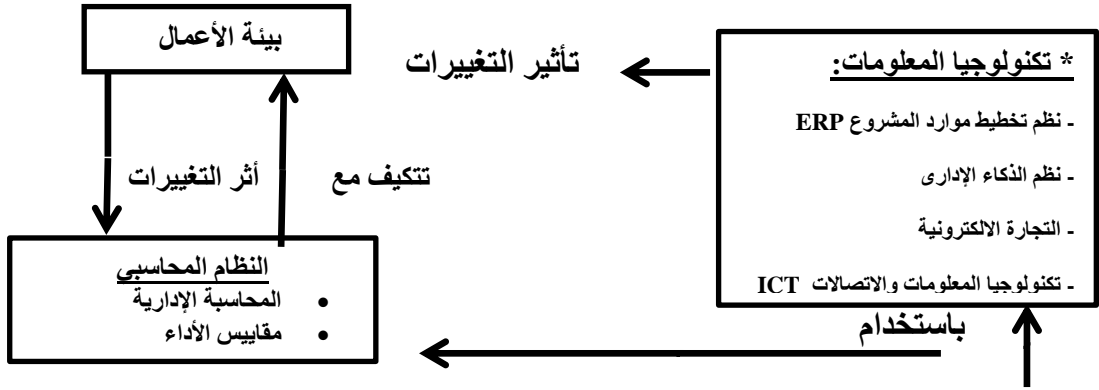 بيئة الأعمال
تأثير التغييرات
* تكنولوجيا المعلومات:
- نظم تخطيط موارد المشروع ERP
- نظم الذكاء الإدارى
- التجارة الالكترونية
- تكنولوجيا المعلومات والاتصالات ICT
تتكيف مع
أثر التغييرات
النظام المحاسبي
• المحاسبة الإدارية
• مقاييس الأداء
باستخدام